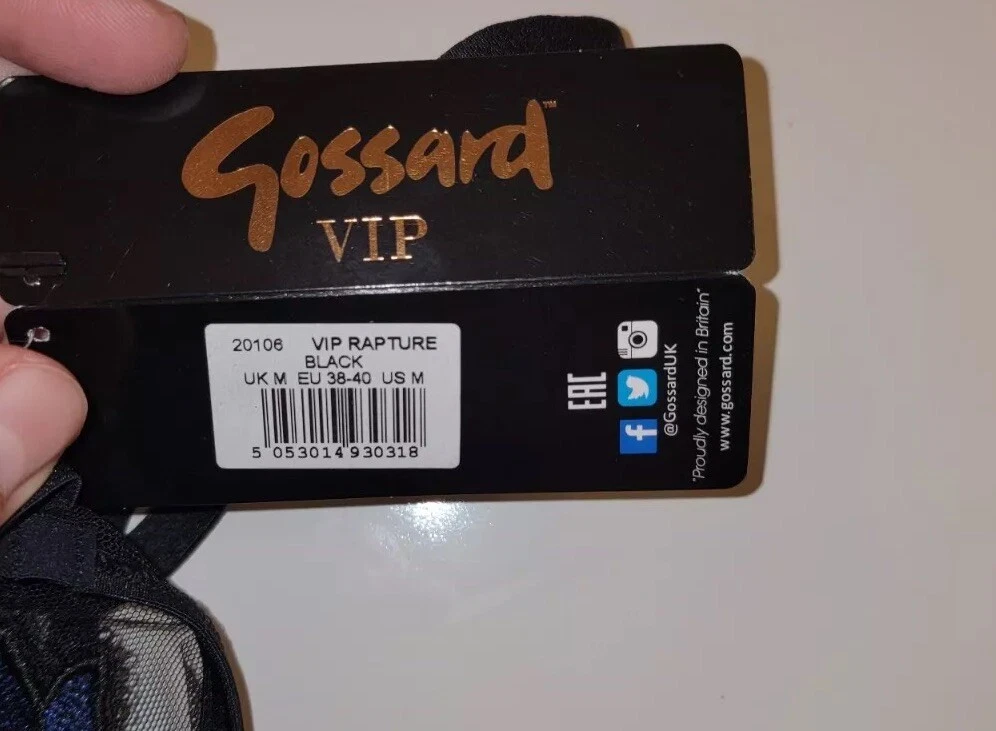 Gossard™
VIP
20106 VIP RAPTURE
BLACK
UK M EU 38-40 US M
5 053014 930318
EAC
f
@GossardUK
"Proudly designed in Britain"
www.gossard.com